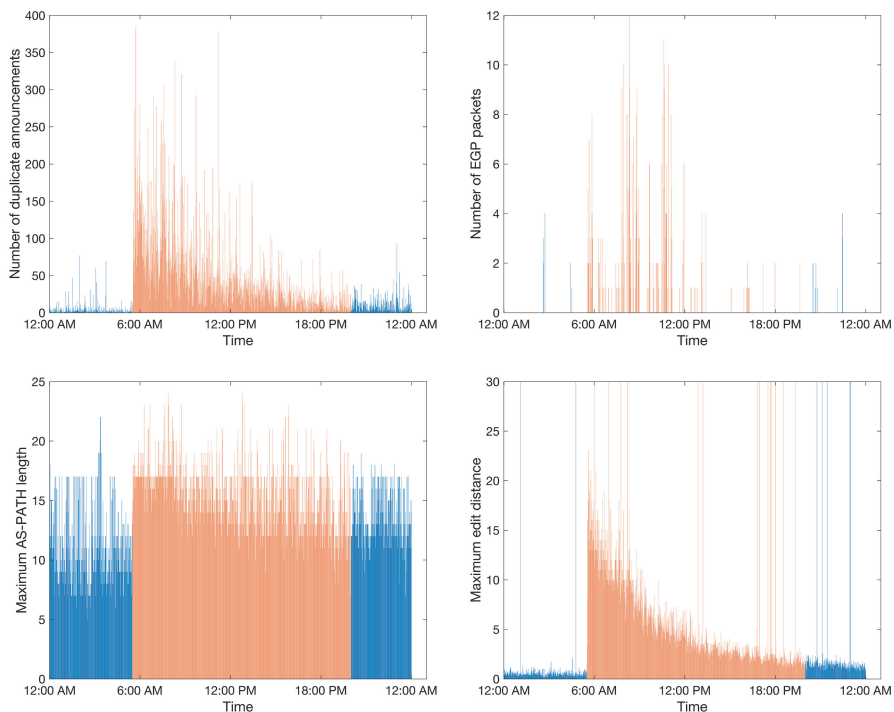 400
350
300
250
200
150
100
50
0
Number of duplicate announcements
12:00 AM 6:00 AM 12:00 PM 18:00 PM 12:00 AM
Time
12
10
8
6
4
2
0
Number of EGP packets
12:00 AM 6:00 AM 12:00 PM 18:00 PM 12:00 AM
Time
25
20
15
10
5
0
Maximum AS-PATH length
12:00 AM 6:00 AM 12:00 PM 18:00 PM 12:00 AM
Time
30
25
20
15
10
5
0
Maximum edit distance
12:00 AM 6:00 AM 12:00 PM 18:00 PM 12:00 AM
Time